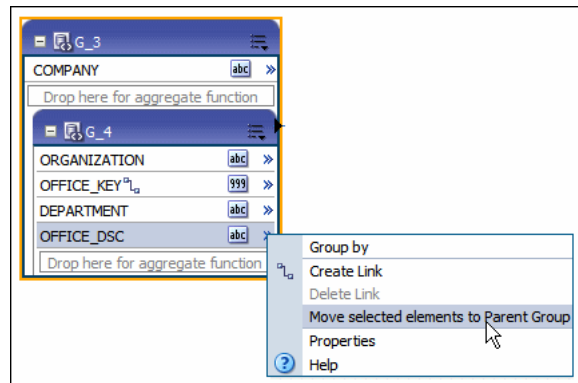 G_3
COMPANY abc
Drop here for aggregate function
G_4
ORGANIZATION abc
OFFICE_KEY 999
DEPARTMENT abc
OFFICE_DSC abc
Drop here for aggregate function
Group by
Create Link
Delete Link
Move selected elements to Parent Group
Properties
? Help